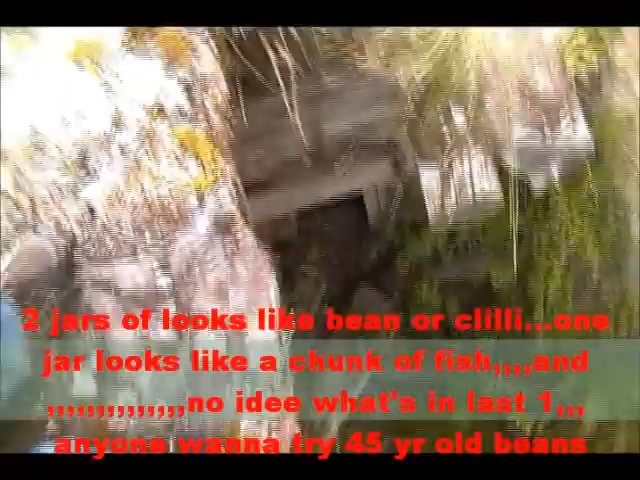 2 jars of looks like bean or clilli...one
jar looks like a chunk of fish,,,,and
,,,,,,,,,,,,,,no idee what's in last 1,,,
anyone wanna try 45 yr old beans